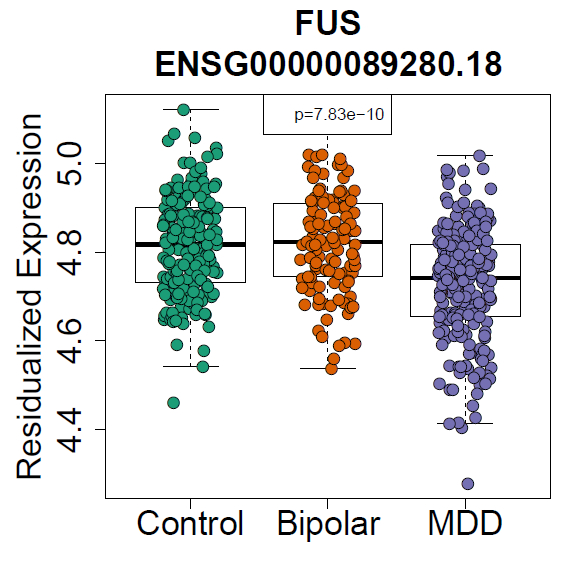 FUS
ENSG00000089280.18
p=7.83e−10
Residualized Expression
5.0
4.8
4.6
4.4
Control Bipolar MDD